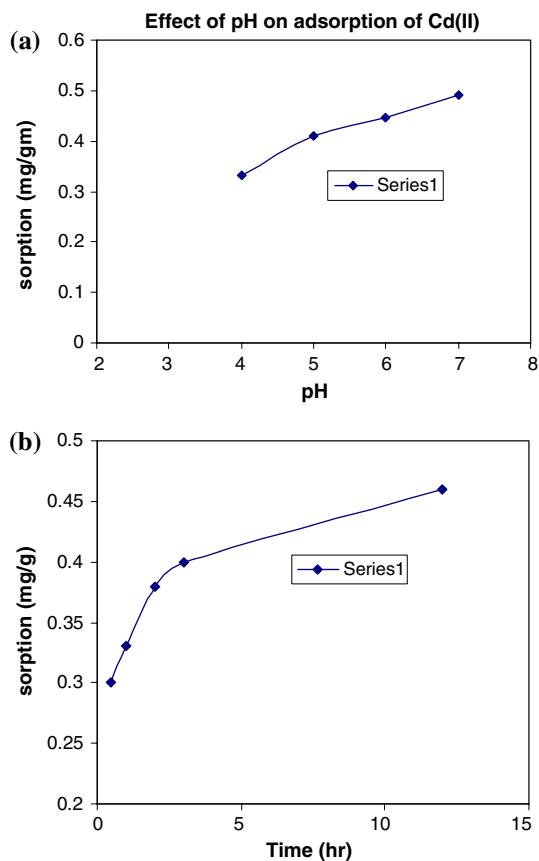 (a)
Effect of pH on adsorption of Cd(II)
0.6
0.5
0.4
0.3
0.2
0.1
0
sorption (mg/gm)
Series1
2 3 4 5 6 7 8
pH
(b)
0.5
0.45
0.4
0.35
0.3
0.25
0.2
sorption (mg/g)
Series1
0 5 10 15
Time (hr)